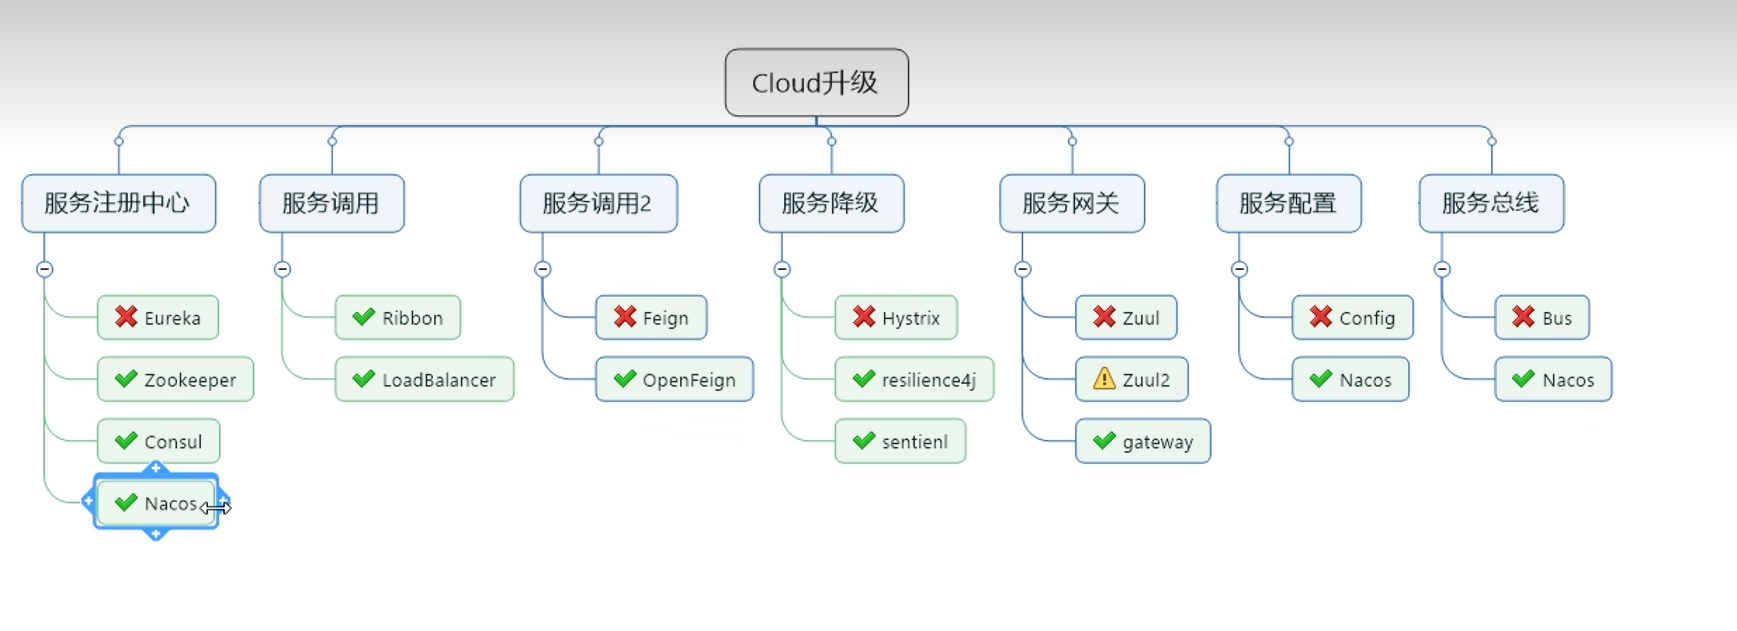 Cloud升级
服务注册中心
Eureka
Zookeeper
Consul
Nacos
服务调用
Ribbon
LoadBalancer
服务调用2
Feign
OpenFeign
服务降级
Hystrix
resilience4j
sentienl
服务网关
Zuul
Zuul2
gateway
服务配置
Config
Nacos
服务总线
Bus
Nacos